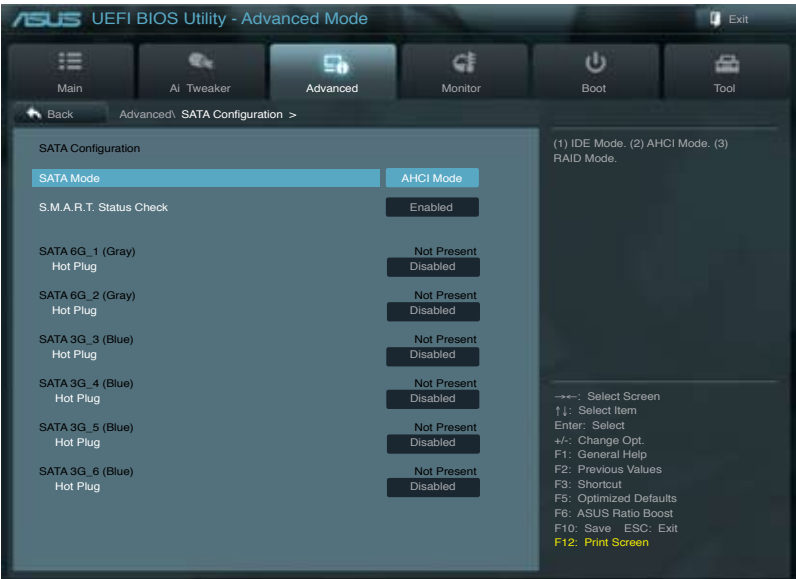 ASUS UEFI BIOS Utility - Advanced Mode
Exit
Main
Ai Tweaker
Advanced
Monitor
Boot
Tool
Back
Advanced\ SATA Configuration >
SATA Configuration
SATA Mode AHCI Mode
S.M.A.R.T. Status Check Enabled
SATA 6G_1 (Gray) Not Present
Hot Plug Disabled
SATA 6G_2 (Gray) Not Present
Hot Plug Disabled
SATA 3G_3 (Blue) Not Present
Hot Plug Disabled
SATA 3G_4 (Blue) Not Present
Hot Plug Disabled
SATA 3G_5 (Blue) Not Present
Hot Plug Disabled
SATA 3G_6 (Blue) Not Present
Hot Plug Disabled
(1) IDE Mode. (2) AHCI Mode. (3)
RAID Mode.
→←: Select Screen
↑↓: Select Item
Enter: Select
+/-: Change Opt.
F1: General Help
F2: Previous Values
F3: Shortcut
F5: Optimized Defaults
F6: ASUS Ratio Boost
F10: Save ESC: Exit
F12: Print Screen